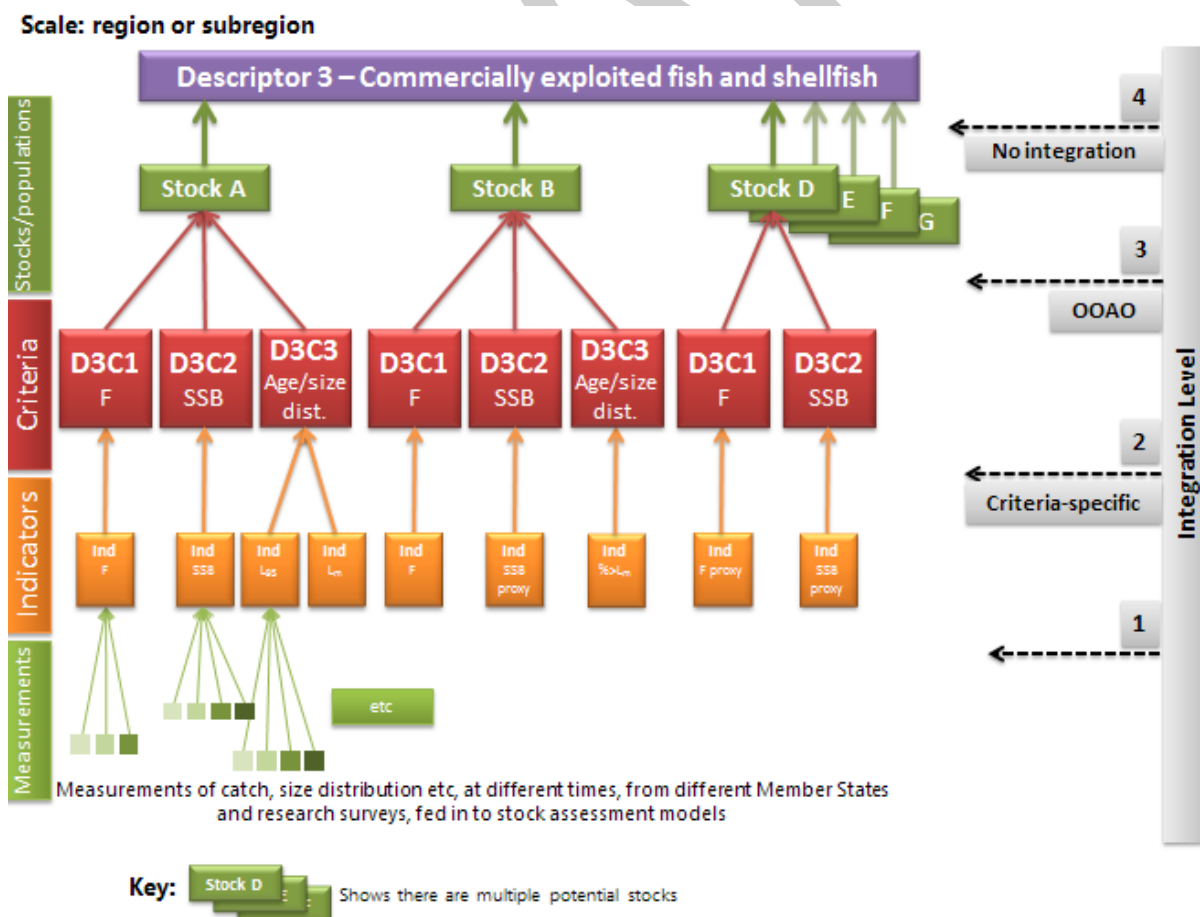 Scale: region or subregion
Descriptor 3 – Commercially exploited fish and shellfish
Stocks/populations
Stock A
Stock B
Stock D
E
F
G
4
No integration
3
OOAO
Criteria
D3C1
F
D3C2
SSB
D3C3
Age/size
dist.
D3C1
F
D3C2
SSB
D3C3
Age/size
dist.
D3C1
F
D3C2
SSB
2
Criteria-specific
Integration Level
Indicators
Ind
F
Ind
SSB
Ind
L95
Ind
Lm
Ind
F
Ind
SSB
proxy
Ind
%>Lm
Ind
F proxy
Ind
SSB
proxy
1
Measurements
etc
Measurements of catch, size distribution etc, at different times, from different Member States
and research surveys, fed in to stock assessment models
Key:
Stock D
E
Shows there are multiple potential stocks